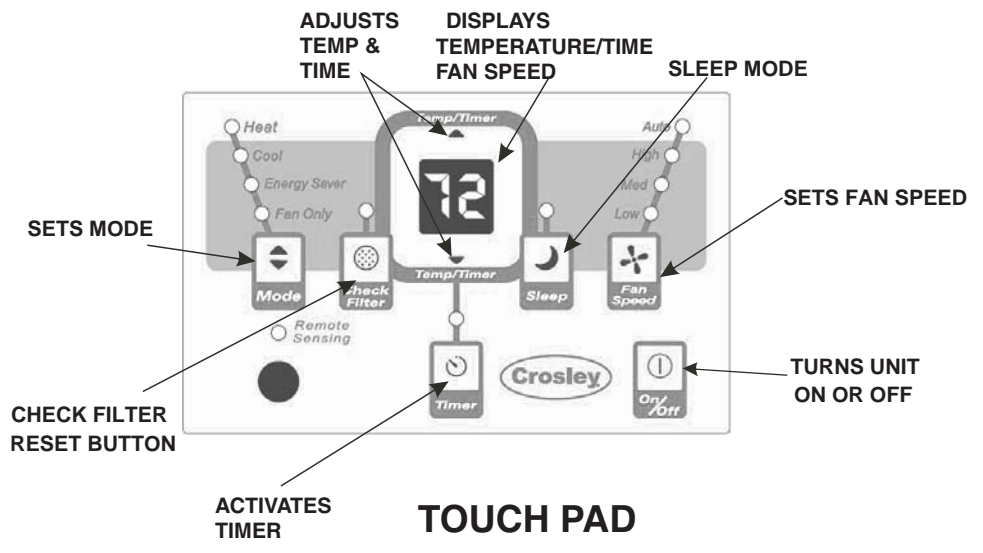 ADJUSTS
TEMP &
TIME
DISPLAYS
TEMPERATURE/TIME
FAN SPEED
SLEEP MODE
Temp/Timer
Heat
Cool
Energy Saver
Fan Only
72
Auto
High
Med
Low
SETS MODE
SETS FAN SPEED
Temp/Timer
Mode
Check
Filter
Sleep
Fan
Speed
Remote
Sensing
Timer
Crosley
On/Off
TURNS UNIT
ON OR OFF
CHECK FILTER
RESET BUTTON
ACTIVATES
TIMER
TOUCH PAD